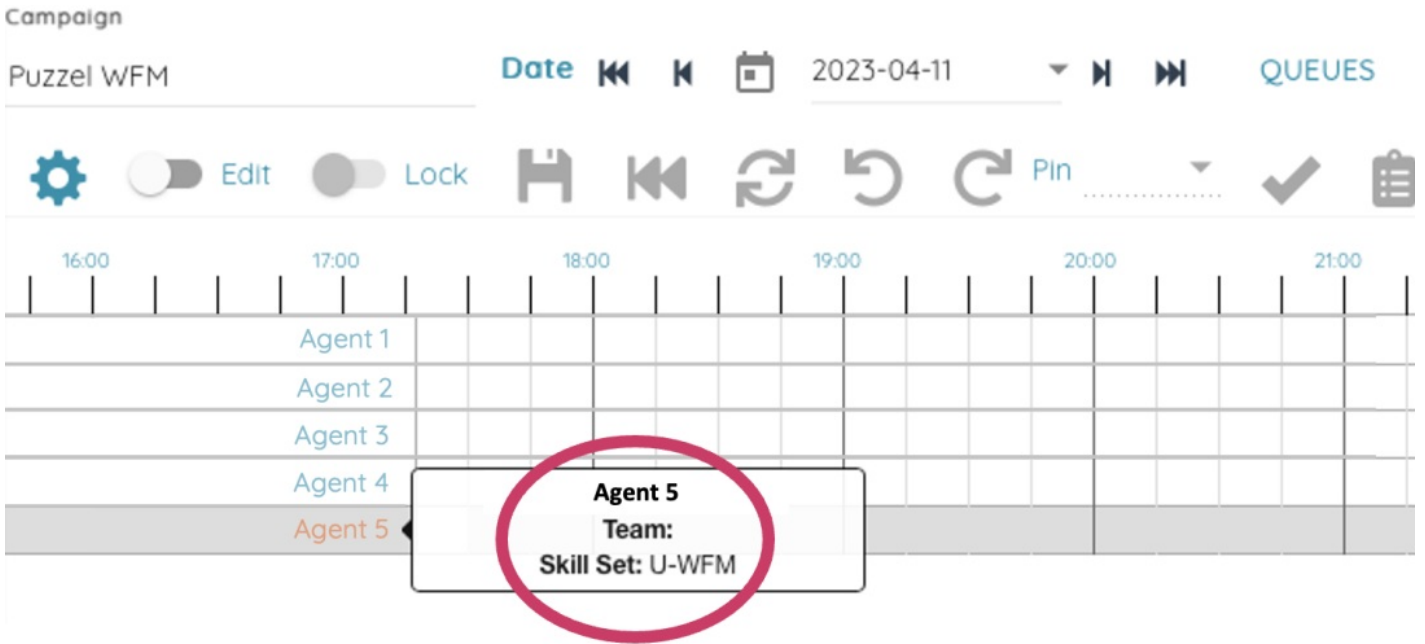 Campaign
Puzzel WFM Date 2023-04-11 QUEUES
Edit Lock Pin
16:00 17:00 18:00 19:00 20:00 21:00
Agent 1
Agent 2
Agent 3
Agent 4
Agent 5
Agent 5
Team:
Skill Set: U-WFM